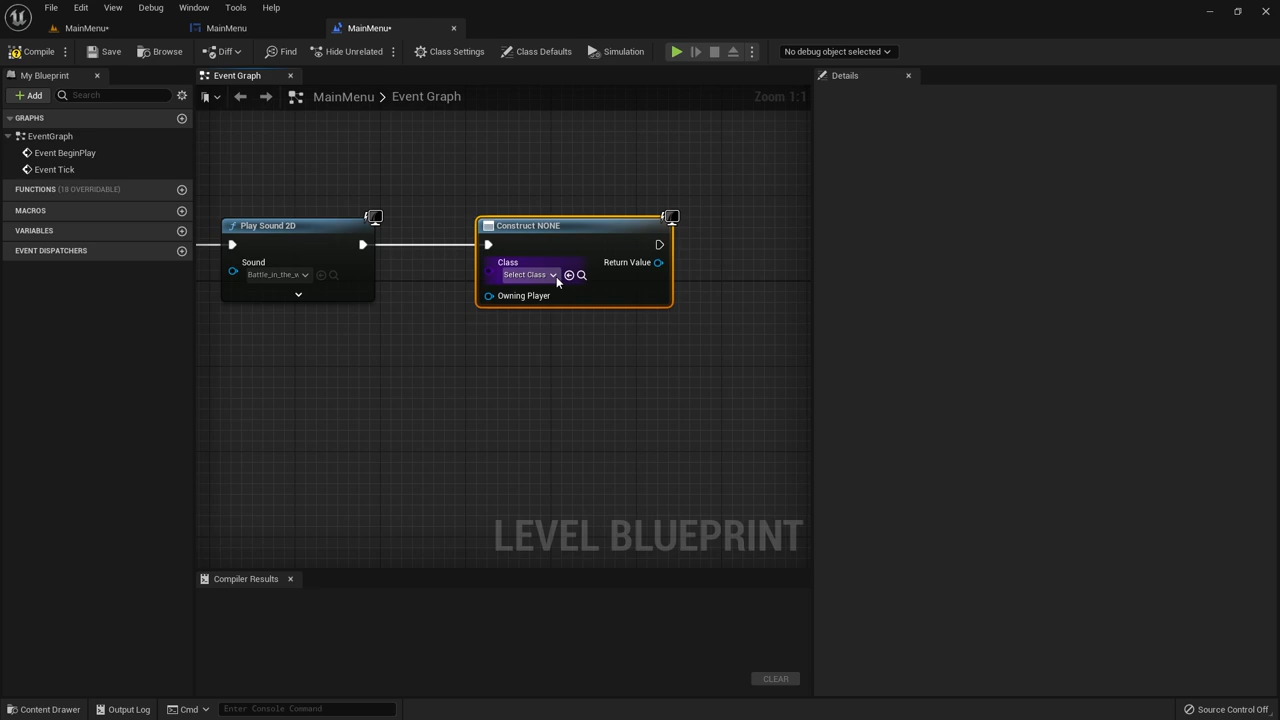 File Edit View Debug Window Tools Help
MainMenu* MainMenu MainMenu*
Compile Save Browse Diff Find Hide Unrelated Class Settings Class Defaults Simulation No debug object selected
My Blueprint Event Graph Details
Add Search MainMenu > Event Graph Zoom 1:1
GRAPHS
EventGraph
Event BeginPlay
Event Tick
FUNCTIONS (18 OVERRIDABLE)
MACROS
VARIABLES
EVENT DISPATCHERS
Play Sound 2D
Sound
Battle_in_the_w
Construct NONE
Class Return Value
Select Class
Owning Player
LEVEL BLUEPRINT
Compiler Results
CLEAR
Content Drawer Output Log Cmd Enter Console Command Source Control Off